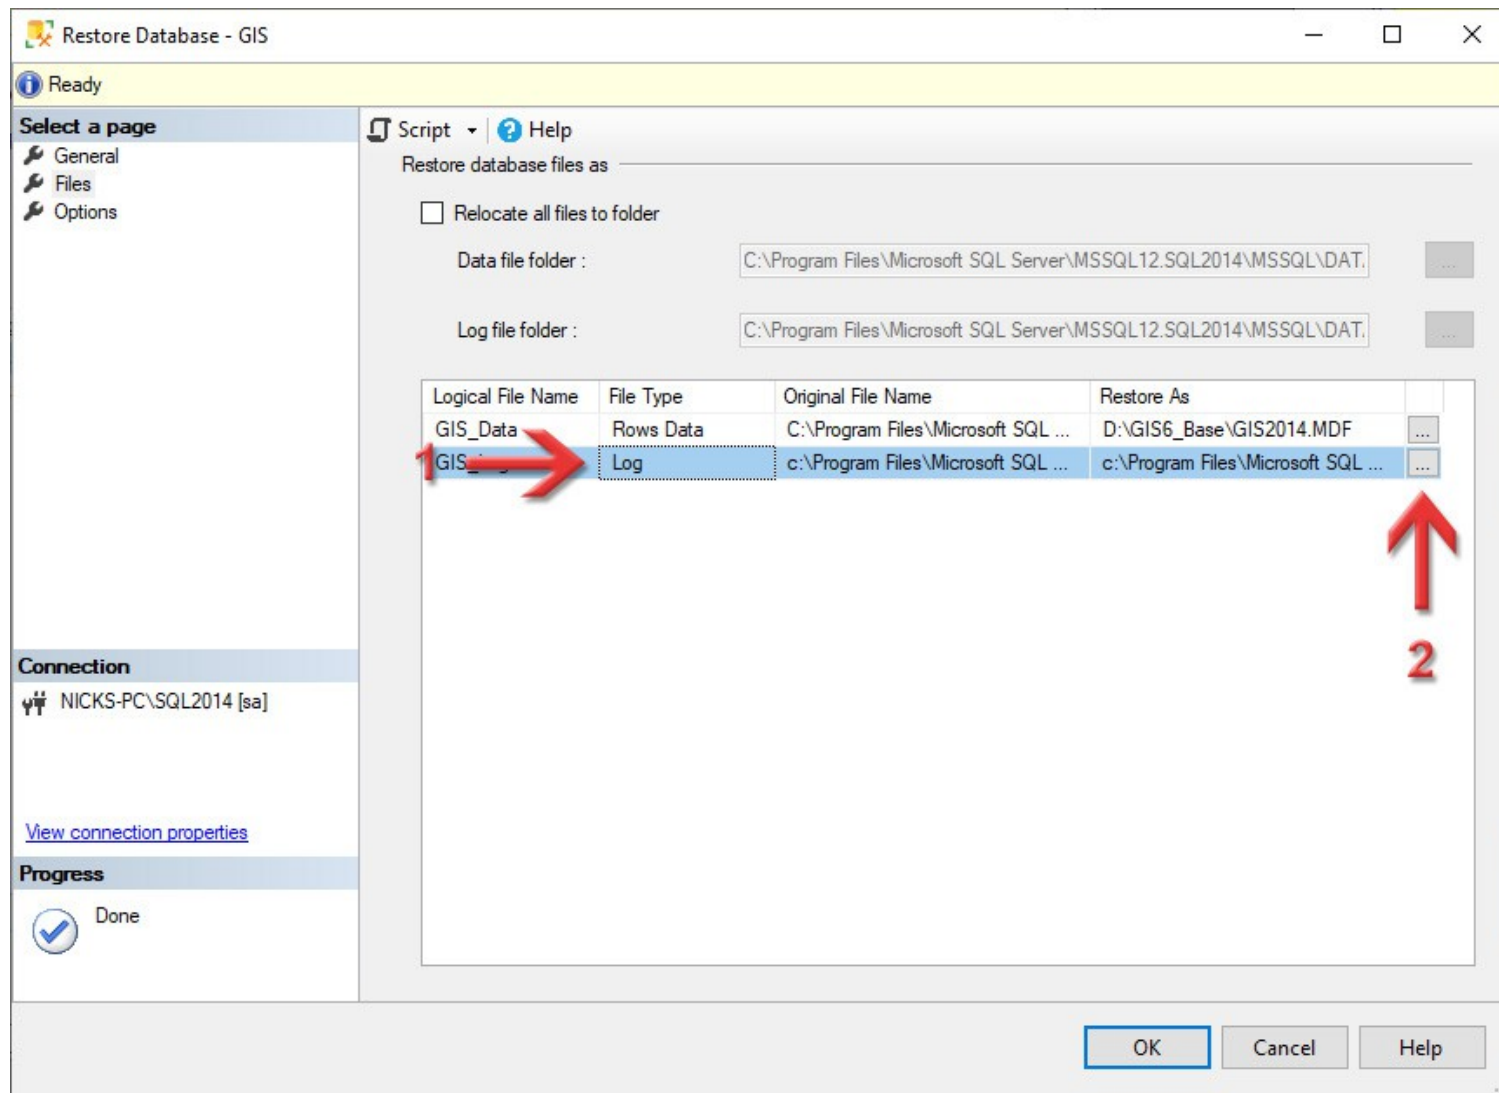 Restore Database - GIS
Ready
Select a page
General
Files
Options
Script
Help
Restore database files as
Relocate all files to folder
Data file folder :
C:\Program Files\Microsoft SQL Server\MSSQL12.SQL2014\MSSQL\DAT.
...
Log file folder :
C:\Program Files\Microsoft SQL Server\MSSQL12.SQL2014\MSSQL\DAT.
...
Logical File Name File Type Original File Name Restore As
GIS_Data Rows Data C:\Program Files\Microsoft SQL ... D:\GIS6_Base\GIS2014.MDF ...
1 Log c:\Program Files\Microsoft SQL ... c:\Program Files\Microsoft SQL ... ...
2
Connection
NICKS-PC\SQL2014 [sa]
View connection properties
Progress
Done
OK Cancel Help